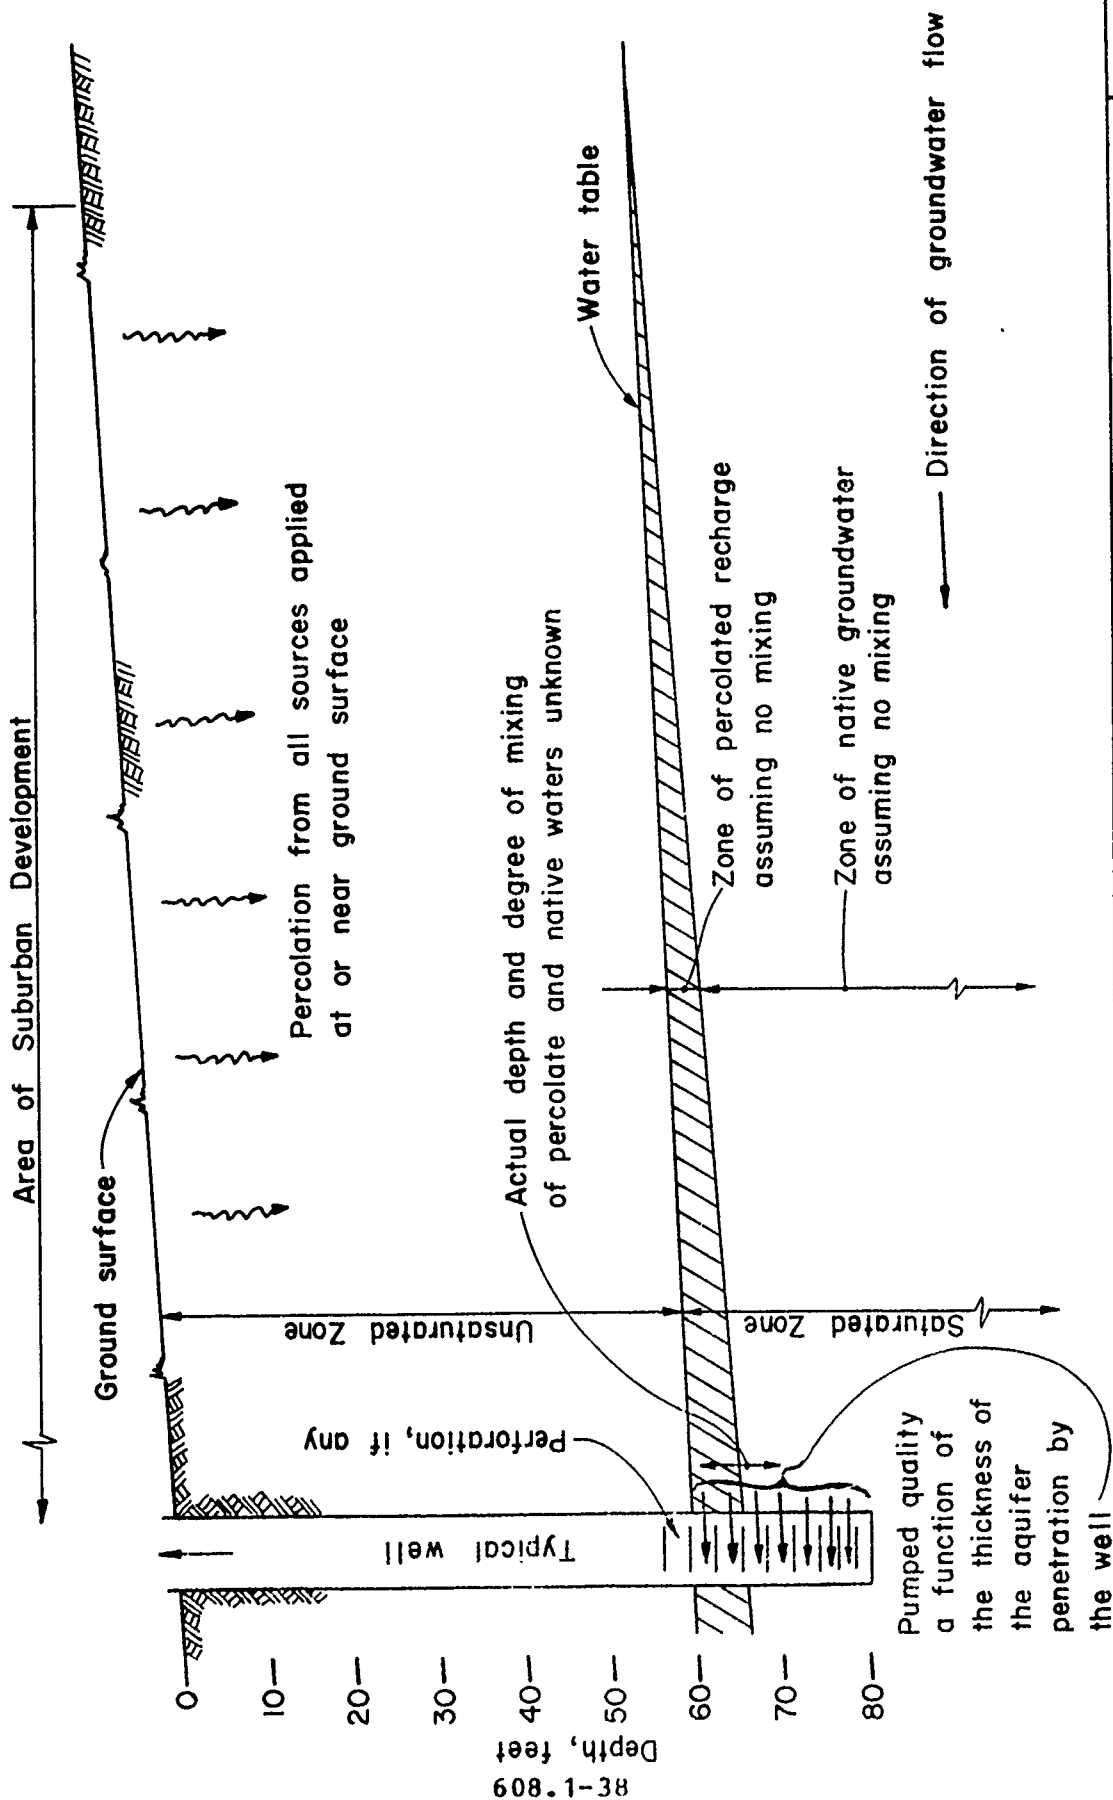 Area of Suburban Development
Ground surface
Percolation from all sources applied
at or near ground surface
Water table
Actual depth and degree of mixing
of percolate and native waters unknown
Unsaturated Zone
Saturated Zone
Perforation, if any
Typical well
Zone of percolated recharge
assuming no mixing
Zone of native groundwater
assuming no mixing
Direction of groundwater flow
Pumped quality
a function of
the thickness of
the aquifer
penetration by
the well
0
10
20
30
40
50
60
70
80
Depth, feet
608.1-38